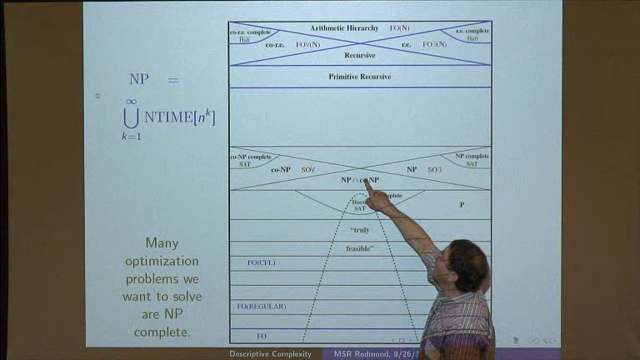 Arithmetic Hierarchy FO(N)
co-r.e. complete
Halt
co-r.e. FO∀(N)
r.e. FO∃(N)
r.e. complete
Halt
Recursive
Primitive Recursive
NP =
∞
⋃ NTIME[n^k]
k=1
co-NP complete
SAT
co-NP SO∀
NP SO∃
NP complete
SAT
NP ∩ co-NP
Horn-
SAT
P
"truly
feasible"
FO(CFL)
FO(REGULAR)
FO
Many
optimization
problems we
want to solve
are NP
complete.
Descriptive Complexity
MSR Redmond, 8/26/